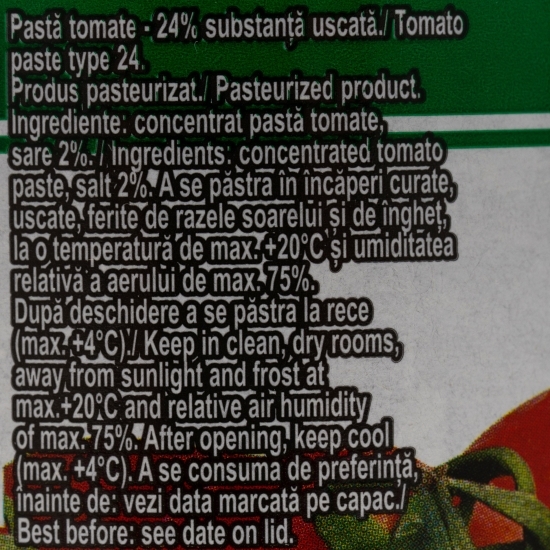 Pastă tomate - 24% substanță uscată./ Tomato
paste type 24.
Produs pasteurizat./ Pasteurized product.
Ingrediente: concentrat pastă tomate,
sare 2%./ Ingredients: concentrated tomato
paste, salt 2%. A se păstra în încăperi curate,
uscate, ferite de razele soarelui și de îngheț,
la o temperatură de max. +20°C și umiditatea
relativă a aerului de max. 75%.
După deschidere a se păstra la rece
(max. +4°C)./ Keep in clean, dry rooms,
away from sunlight and frost at
max.+20°C and relative air humidity
of max. 75%. After opening, keep cool
(max. +4°C) A se consuma de preferință,
înainte de: vezi data marcată pe capac./
Best before: see date on lid.